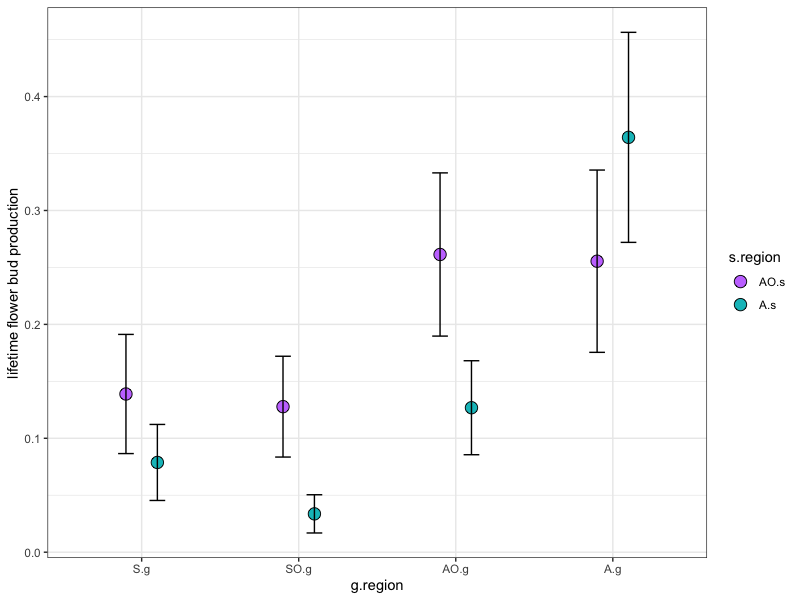 lifetime flower bud production
0.4
0.3
0.2
0.1
0.0
S.g
SO.g
AO.g
A.g
g.region
s.region
AO.s
A.s